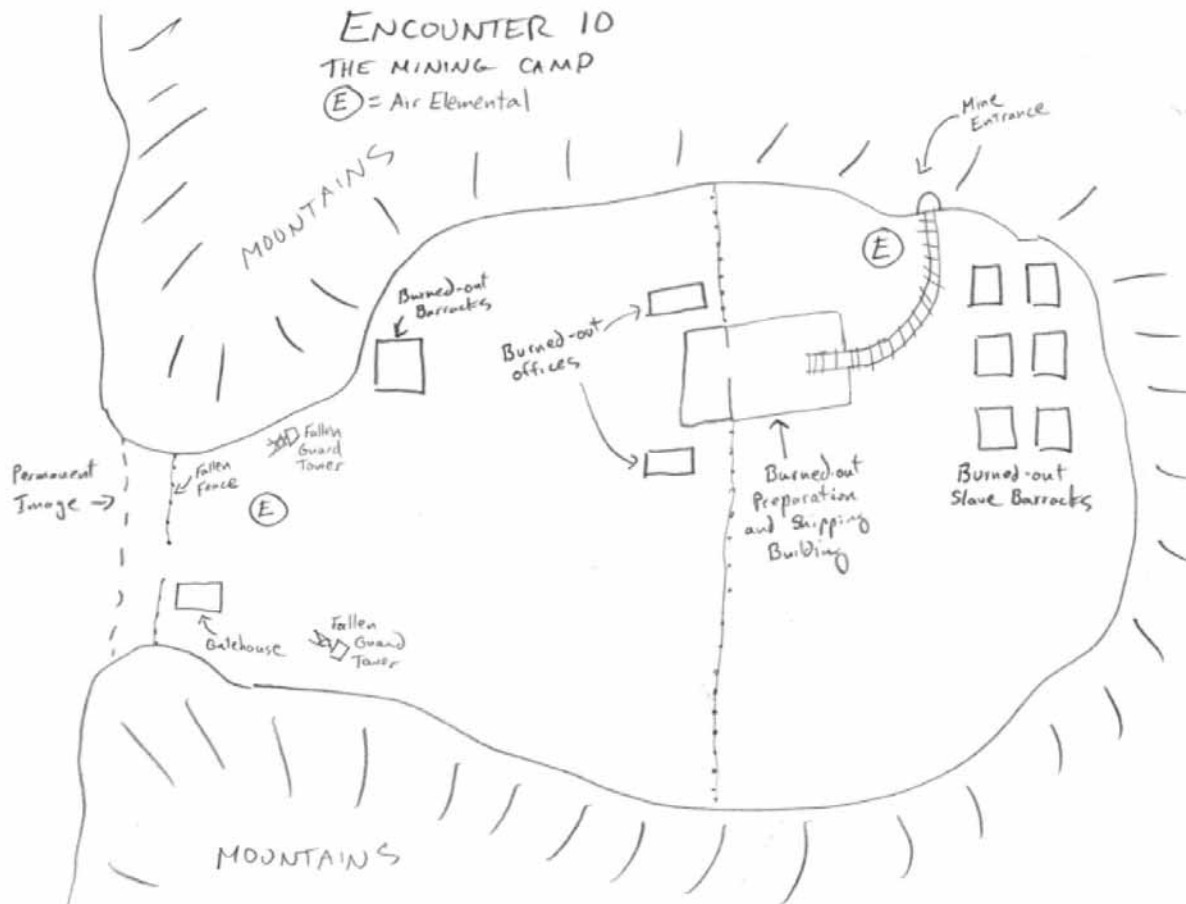 ENCOUNTER 10
THE MINING CAMP
E = Air Elemental
Mine
Entrance
MOUNTAINS
E
Burned-out
Barracks
Burned-out
offices
Fallen
Guard
Tower
Permanent
Image
Fallen
Fence
E
Burned-out
Preparation
and Shipping
Building
Burned-out
Slave Barracks
Gatehouse
Fallen
Guard
Tower
MOUNTAINS